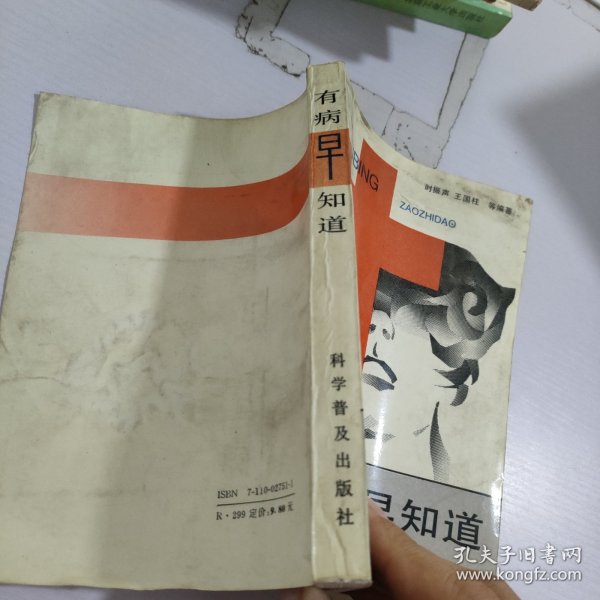 有病早知道
科学普及出版社
BING
ZAOZHIDAO
时振声 王国柱 等编著
早知道
ISBN 7-110-02751-1
R·299 定价:9.80元
孔夫子旧书网
www.kongfz.com